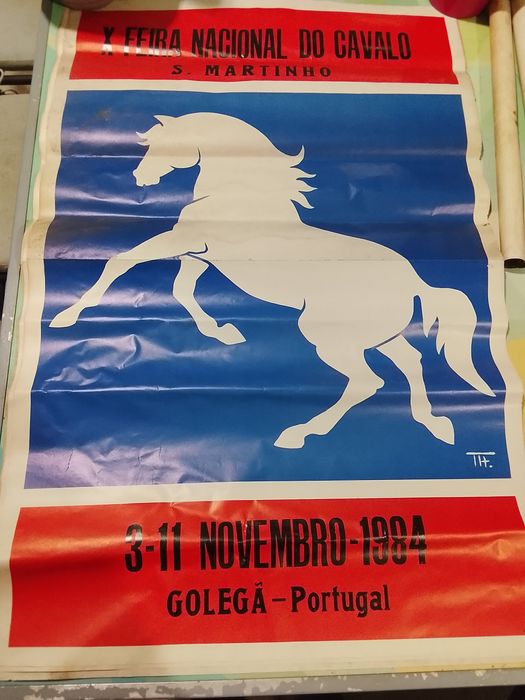 X FEIRA NACIONAL DO CAVALO
S. MARTINHO
TH.
3-11 NOVEMBRO-1984
GOLEGÃ-Portugal